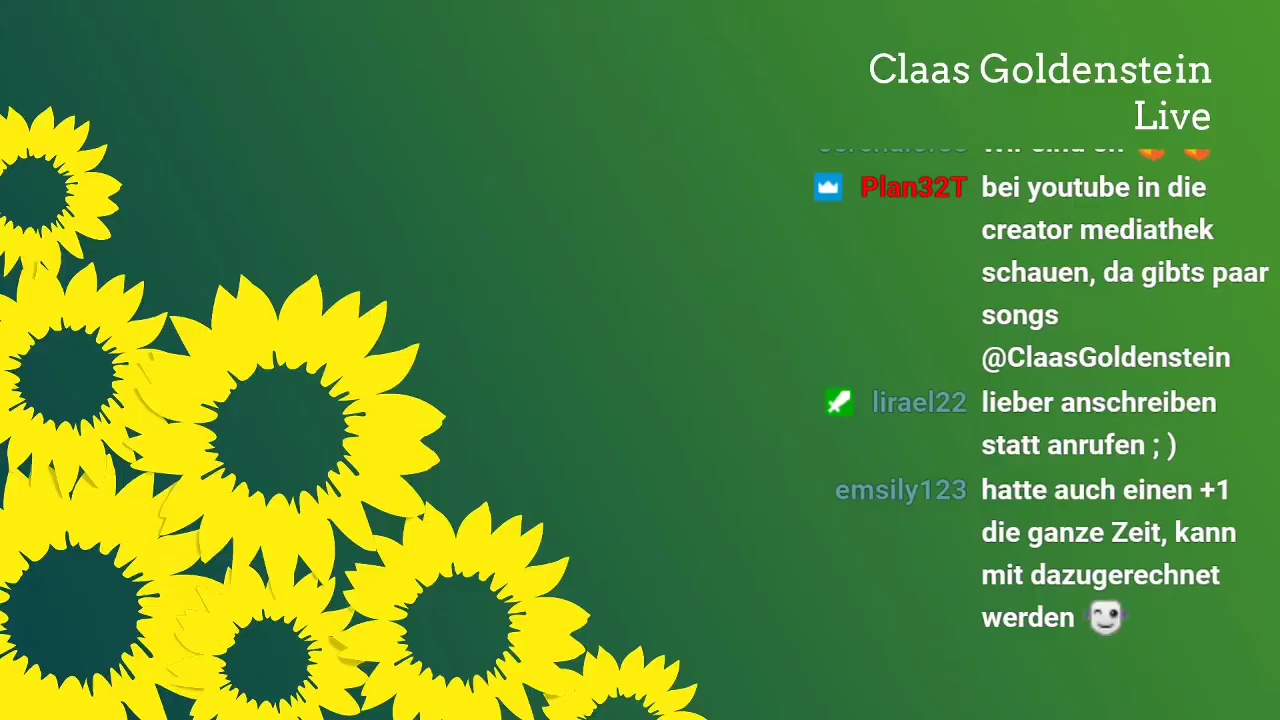 Claas Goldenstein
Live
Plan32T bei youtube in die
creator mediathek
schauen, da gibts paar
songs
@ClaasGoldenstein
lirael22 lieber anschreiben
statt anrufen ; )
emsily123 hatte auch einen +1
die ganze Zeit, kann
mit dazugerechnet
werden